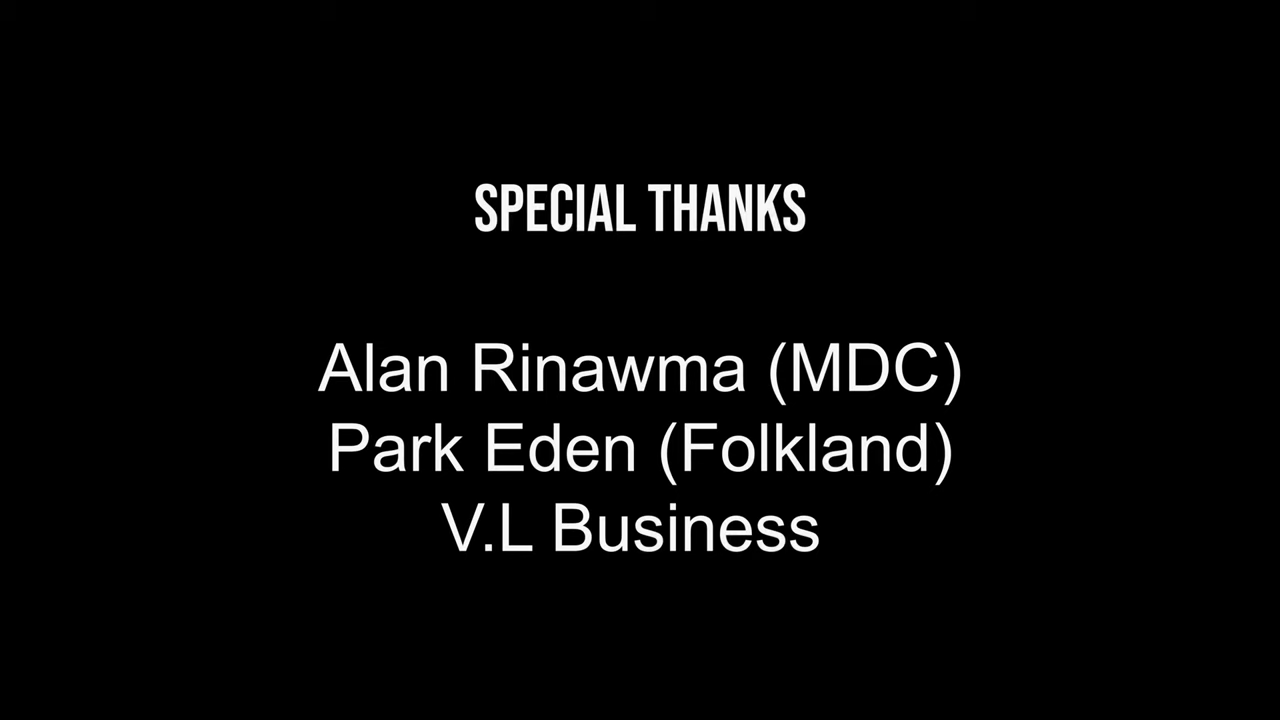 SPECIAL THANKS
Alan Rinawma (MDC)
Park Eden (Folkland)
V.L Business